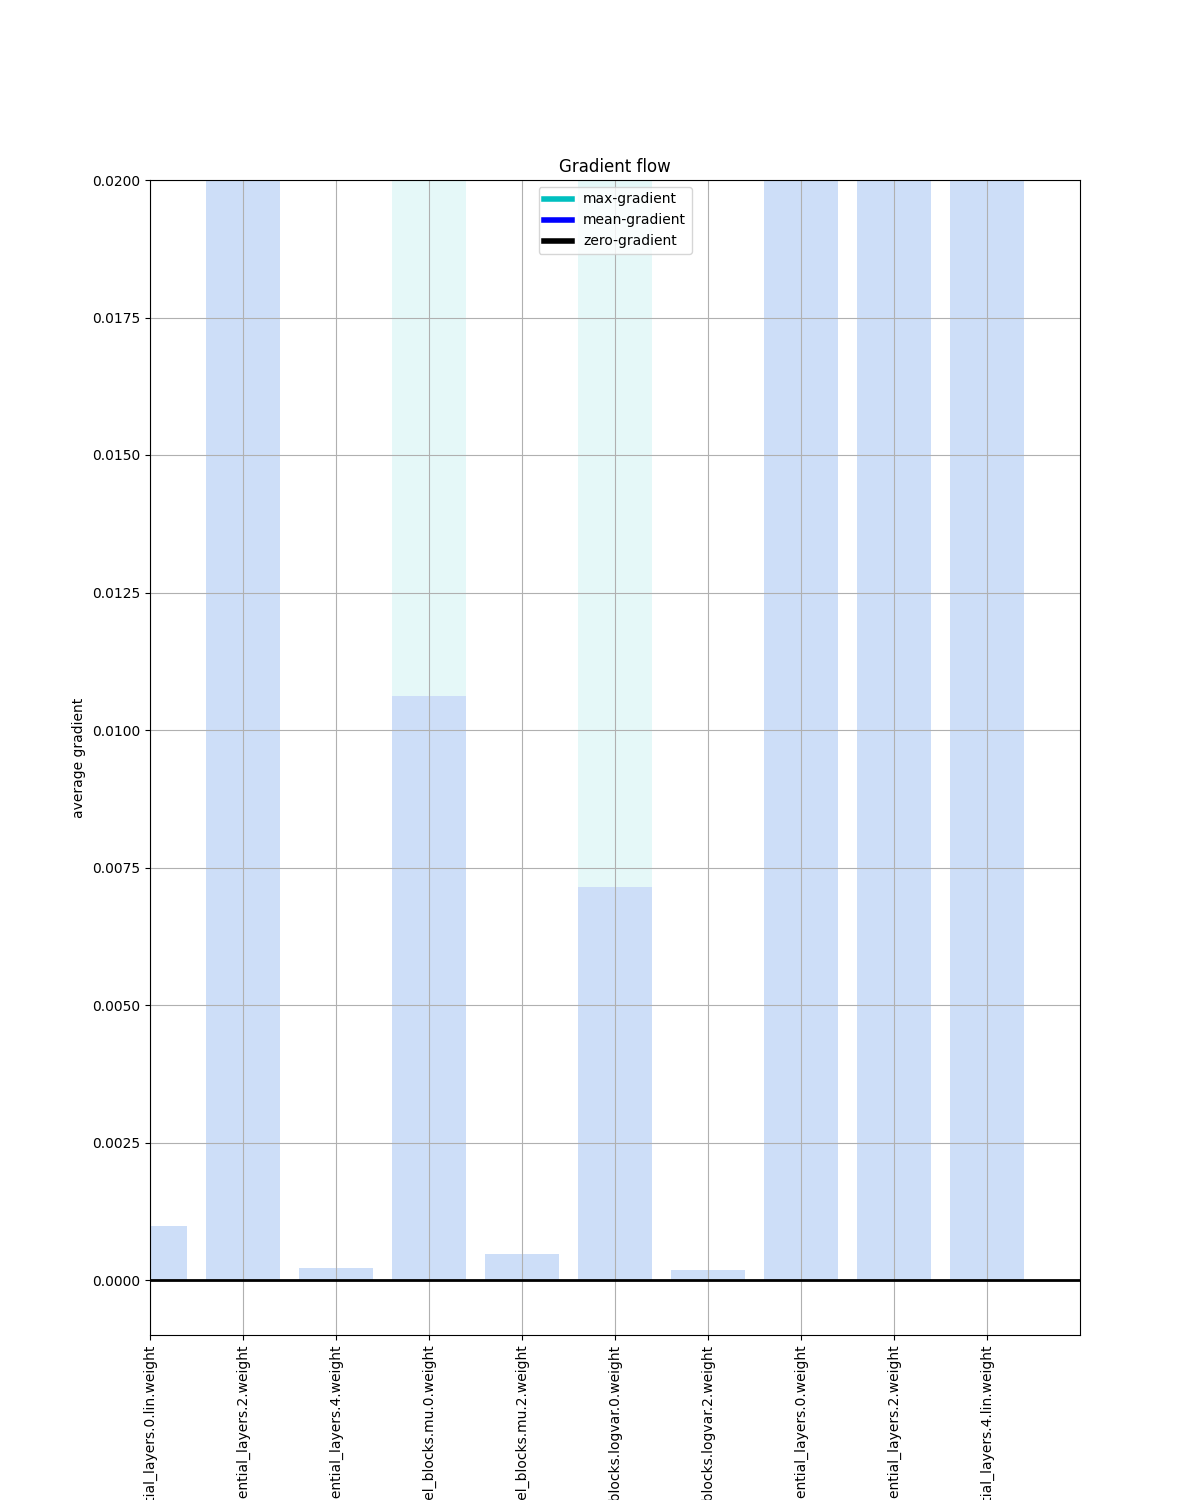 Gradient flow
max-gradient
mean-gradient
zero-gradient
0.0200
0.0175
0.0150
0.0125
0.0100
0.0075
0.0050
0.0025
0.0000
average gradient
tial_layers.0.lin.weight
ential_layers.2.weight
ential_layers.4.weight
el_blocks.mu.0.weight
el_blocks.mu.2.weight
blocks.logvar.0.weight
blocks.logvar.2.weight
ential_layers.0.weight
ential_layers.2.weight
tial_layers.4.lin.weight